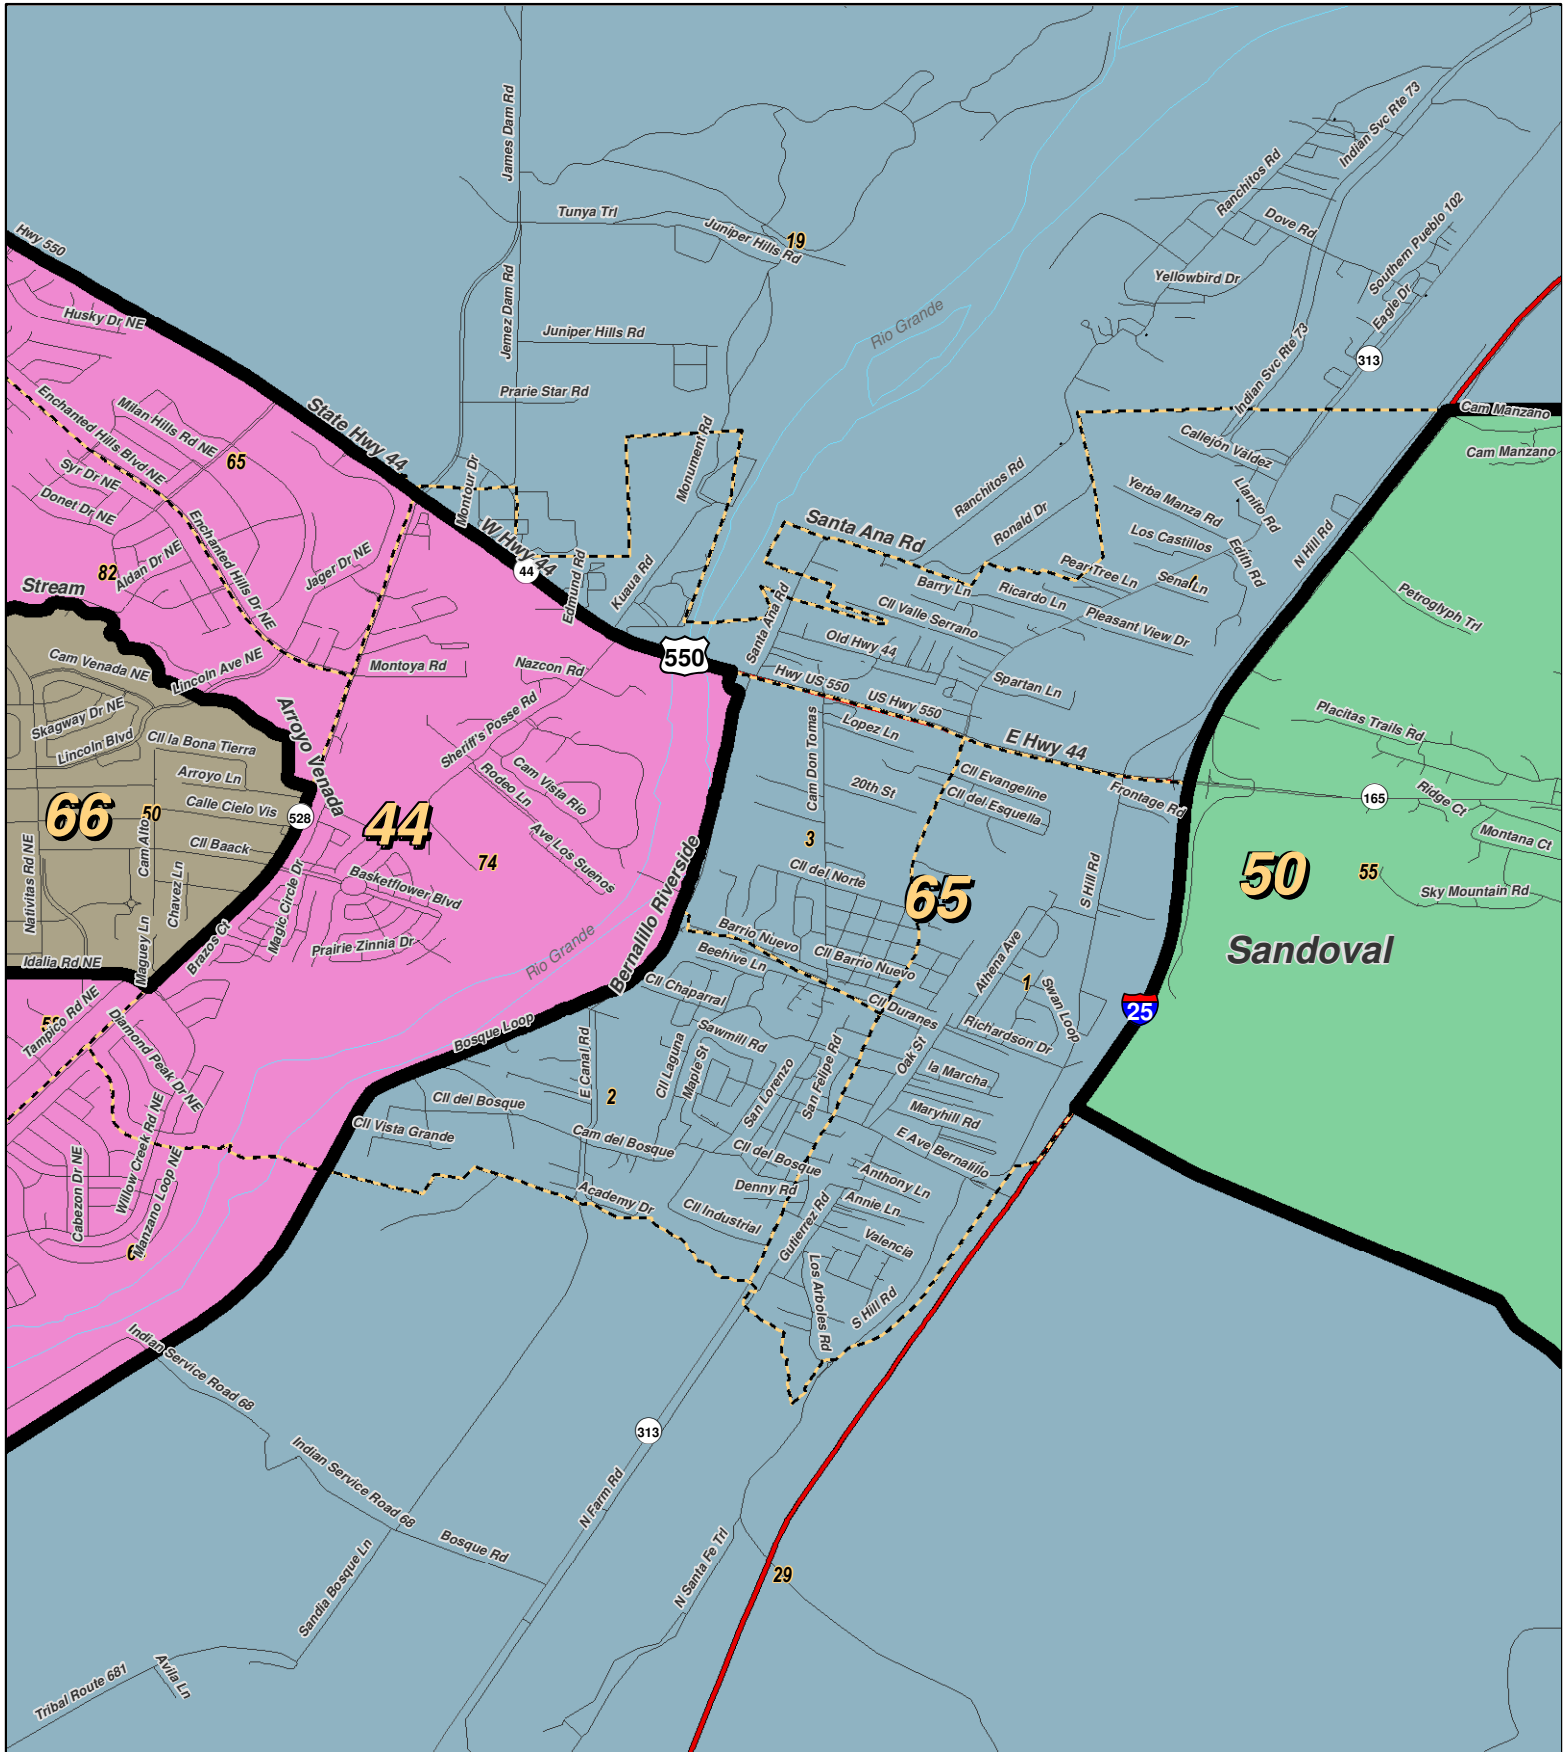 James Dam Rd
Indian Svc Rte 73
Ranchitos Rd
Tunya Trl
Juniper Hills Rd
19
Dove Rd
Southern Pueblo 102
Hwy 550
Yellowbird Dr
Eagle Dr
Husky Dr NE
Jemez Dam Rd
Juniper Hills Rd
Rio Grande
313
Indian Svc Rte 73
Prarie Star Rd
Enchanted Hills Blvd NE
Milan Hills Rd NE
State Hwy 44
Cam Manzano
Cam Manzano
65
Syr Dr NE
Donet Dr NE
Montour Dr
Monument Rd
Callejón Valdez
Ranchitos Rd
Ronald Dr
Yerba Manza Rd
Llanito Rd
Enchanted Hills Dr NE
W Hwy 44
44
Santa Ana Rd
Los Castillos
Edith Rd
N Hill Rd
82
Aldan Dr NE
Jager Dr NE
Edmund Rd
Kuaua Rd
Pear Tree Ln
Barry Ln
Ricardo Ln
Sena Ln
Petroglyph Trl
Stream
Santa Ana Rd
Cll Valle Serrano
Pleasant View Dr
Old Hwy 44
Cam Venada NE
Lincoln Ave NE
Montoya Rd
Nazcon Rd
550
Hwy US 550
US Hwy 550
Spartan Ln
Skagway Dr NE
Lincoln Blvd
Cll la Bona Tierra
Arroyo Venada
Sheriff's Posse Rd
Cam Don Tomas
Lopez Ln
E Hwy 44
Placitas Trails Rd
Arroyo Ln
Rodeo Ln
Cam Vista Rio
20th St
Cll Evangeline
Cll del Esquella
Frontage Rd
165
Ridge Ct
66
50
Calle Cielo Vis
528
44
Montana Ct
Cll Baack
Cam Alto
Nativitas Rd NE
Chavez Ln
74
Ave Los Suenos
3
Cll del Norte
65
S Hill Rd
50
55
Sky Mountain Rd
Basketflower Blvd
Magic Circle Dr
Bernalillo Riverside
Barrio Nuevo
Cll Barrio Nuevo
Athena Ave
Sandoval
Prairie Zinnia Dr
Brazos Ct
Maguey Ln
Idalia Rd NE
Rio Grande
Beehive Ln
Cll Chaparral
1
Swan Loop
25
Tampico Rd NE
Diamond Peak Dr NE
Bosque Loop
Cll Duranes
Richardson Dr
Sawmill Rd
E Canal Rd
Cll Laguna
Maple St
San Lorenzo
San Felipe Rd
Oak St
la Marcha
2
Cll del Bosque
Maryhill Rd
Cll Vista Grande
Cam del Bosque
Cll del Bosque
E Ave Bernalillo
Willow Creek Rd NE
Cabezon Dr NE
Manzano Loop NE
Academy Dr
Denny Rd
Anthony Ln
Annie Ln
Cll Industrial
Gutierrez Rd
Valencia
Los Arboles Rd
S Hill Rd
Indian Service Road 68
313
Indian Service Road 68
N Farm Rd
Bosque Rd
Sandia Bosque Ln
N Santa Fe Trl
29
Tribal Route 681
Avila Ln